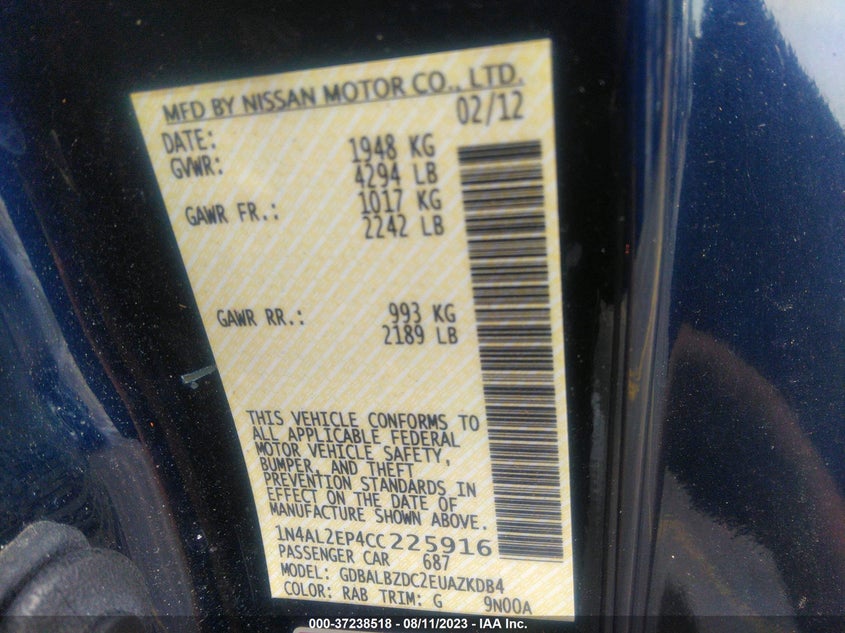 MFD BY NISSAN MOTOR CO., LTD.
DATE: 02/12
GVWR: 1948 KG
4294 LB
GAWR FR.: 1017 KG
2242 LB
GAWR RR.: 993 KG
2189 LB
THIS VEHICLE CONFORMS TO
ALL APPLICABLE FEDERAL
MOTOR VEHICLE SAFETY,
BUMPER, AND THEFT
PREVENTION STANDARDS IN
EFFECT ON THE DATE OF
MANUFACTURE SHOWN ABOVE.
1N4AL2EP4CC225916
PASSENGER CAR 687
MODEL: GDBALBZDC2EUAZKDB4
COLOR: RAB TRIM: G 9N00A
000-37238518 - 08/11/2023 - IAA Inc.